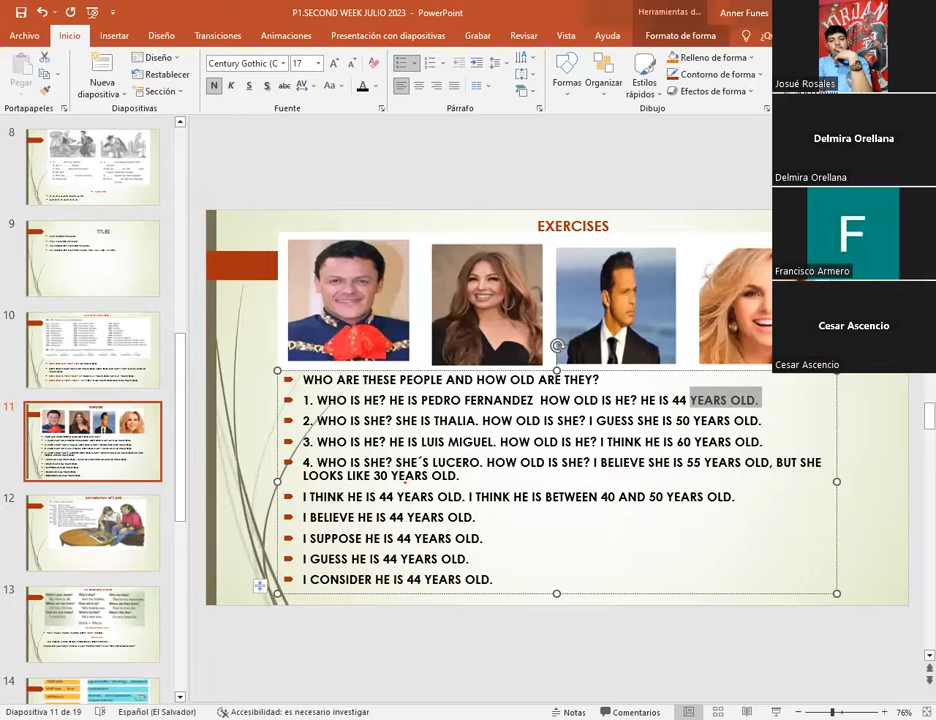 P1.SECOND WEEK JULIO 2023 - PowerPoint
Herramientas d...
Anner Funes
Archivo
Inicio
Insertar
Diseño
Transiciones
Animaciones
Presentación con diapositivas
Grabar
Revisar
Vista
Ayuda
Formato de forma
Pegar
Nueva
diapositiva
Diseño
Restablecer
Sección
Century Gothic (C
17
N
K
S
S
abc
AV
Aa
A
Formas
Organizar
Estilos
rápidos
Relleno de forma
Contorno de forma
Efectos de forma
Portapapeles
Diapositivas
Fuente
Párrafo
Dibujo
Josué Rosales
Delmira Orellana
Delmira Orellana
F
Francisco Armero
Cesar Ascencio
Cesar Ascencio
8
9
10
11
12
13
14
EXERCISES
WHO ARE THESE PEOPLE AND HOW OLD ARE THEY?
1. WHO IS HE? HE IS PEDRO FERNANDEZ HOW OLD IS HE? HE IS 44 YEARS OLD.
2. WHO IS SHE? SHE IS THALIA. HOW OLD IS SHE? I GUESS SHE IS 50 YEARS OLD.
3. WHO IS HE? HE IS LUIS MIGUEL. HOW OLD IS HE? I THINK HE IS 60 YEARS OLD.
4. WHO IS SHE? SHE´S LUCERO. HOW OLD IS SHE? I BELIEVE SHE IS 55 YEARS OLD, BUT SHE
LOOKS LIKE 30 YEARS OLD.
I THINK HE IS 44 YEARS OLD. I THINK HE IS BETWEEN 40 AND 50 YEARS OLD.
I BELIEVE HE IS 44 YEARS OLD.
I SUPPOSE HE IS 44 YEARS OLD.
I GUESS HE IS 44 YEARS OLD.
I CONSIDER HE IS 44 YEARS OLD.
Diapositiva 11 de 19
Español (El Salvador)
Accesibilidad: es necesario investigar
Notas
Comentarios
76%